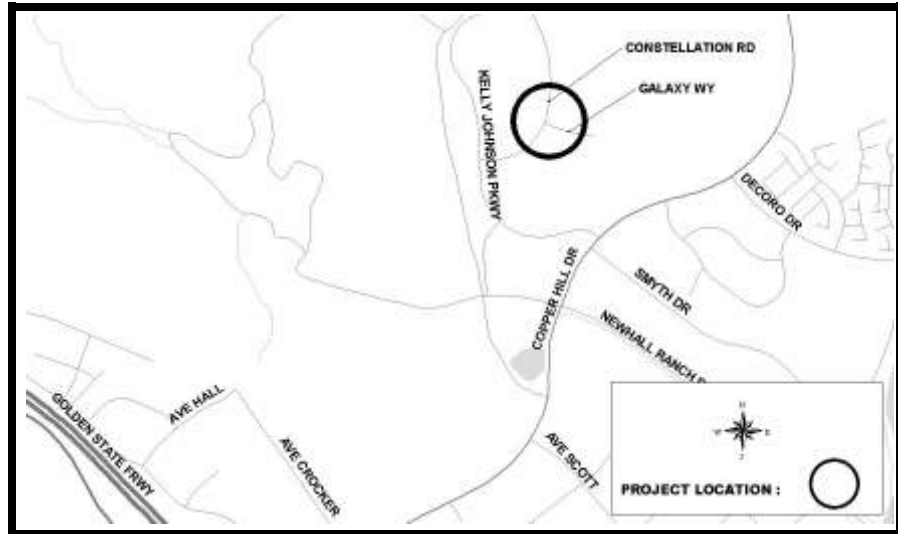 CONSTELLATION RD
GALAXY WY
KELLY JOHNSON PKWY
DECORO DR
COPPER HILL DR
SMYTH DR
NEWHALL RANCH
AVE HALL
GOLDEN STATE FRWY
AVE CROCKER
AVE SCOTT
PROJECT LOCATION :